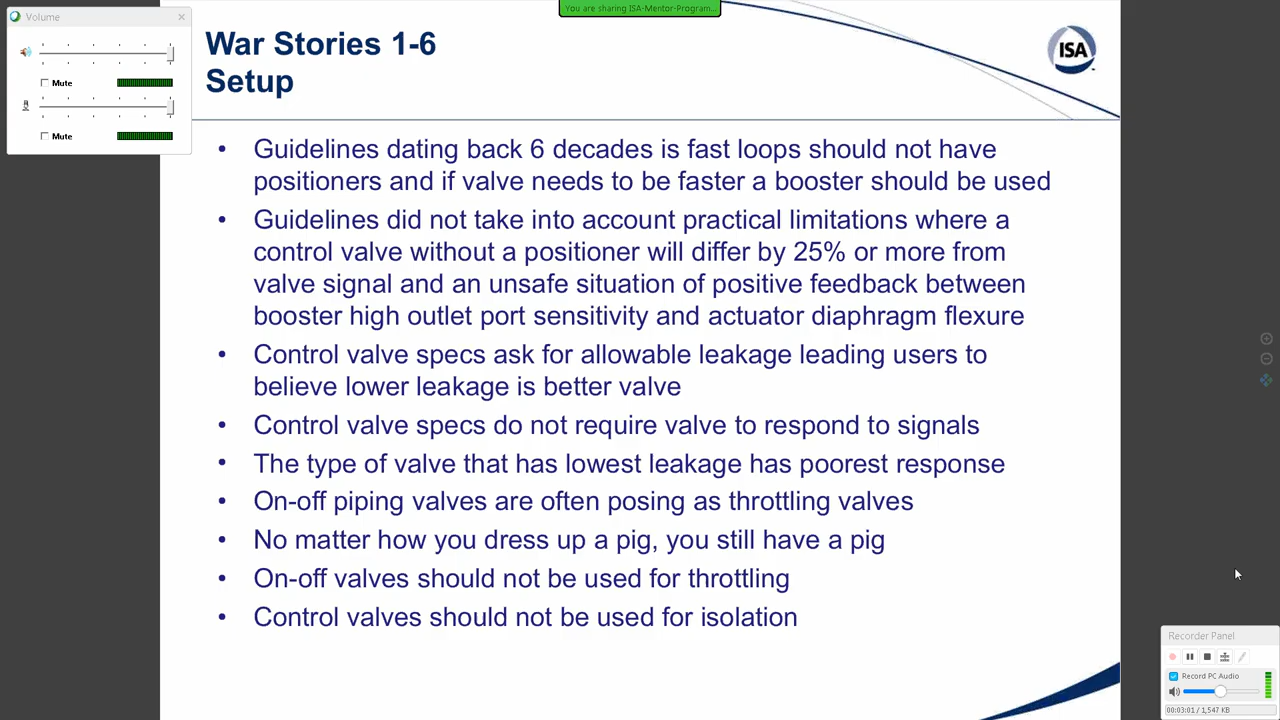 Volume
Mute
Mute
You are sharing ISA-Mentor-Program...
War Stories 1-6
Setup
ISA
• Guidelines dating back 6 decades is fast loops should not have
positioners and if valve needs to be faster a booster should be used
• Guidelines did not take into account practical limitations where a
control valve without a positioner will differ by 25% or more from
valve signal and an unsafe situation of positive feedback between
booster high outlet port sensitivity and actuator diaphragm flexure
• Control valve specs ask for allowable leakage leading users to
believe lower leakage is better valve
• Control valve specs do not require valve to respond to signals
• The type of valve that has lowest leakage has poorest response
• On-off piping valves are often posing as throttling valves
• No matter how you dress up a pig, you still have a pig
• On-off valves should not be used for throttling
• Control valves should not be used for isolation
Recorder Panel
Record PC Audio
00:03:01 / 1,547 KB